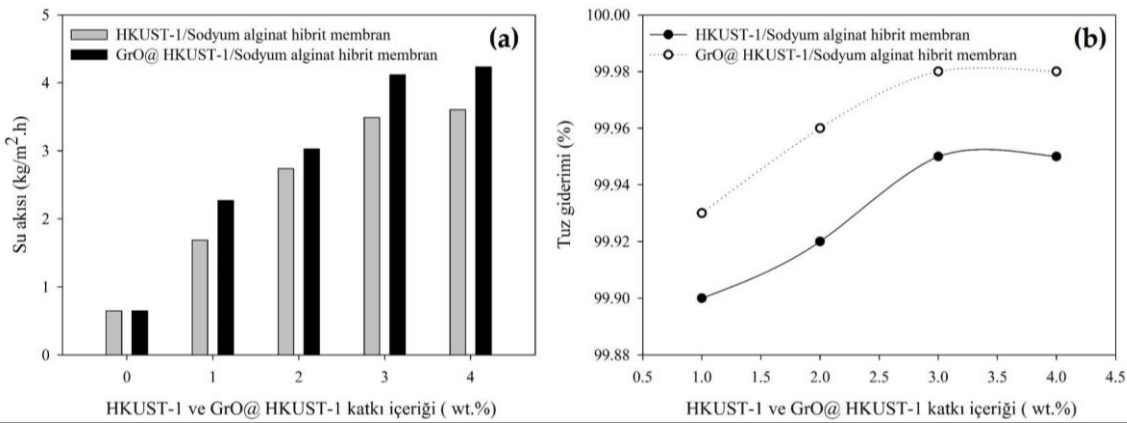 (a)
HKUST-1/Sodyum alginat hibrit membran
GrO@ HKUST-1/Sodyum alginat hibrit membran
Su akısı (kg/m².h)
5
4
3
2
1
0
0 1 2 3 4
HKUST-1 ve GrO@ HKUST-1 katkı içeriği ( wt.%)
(b)
HKUST-1/Sodyum alginat hibrit membran
GrO@ HKUST-1/Sodyum alginat hibrit membran
Tuz giderimi (%)
100.00
99.98
99.96
99.94
99.92
99.90
99.88
0.5 1.0 1.5 2.0 2.5 3.0 3.5 4.0 4.5
HKUST-1 ve GrO@ HKUST-1 katkı içeriği ( wt.%)